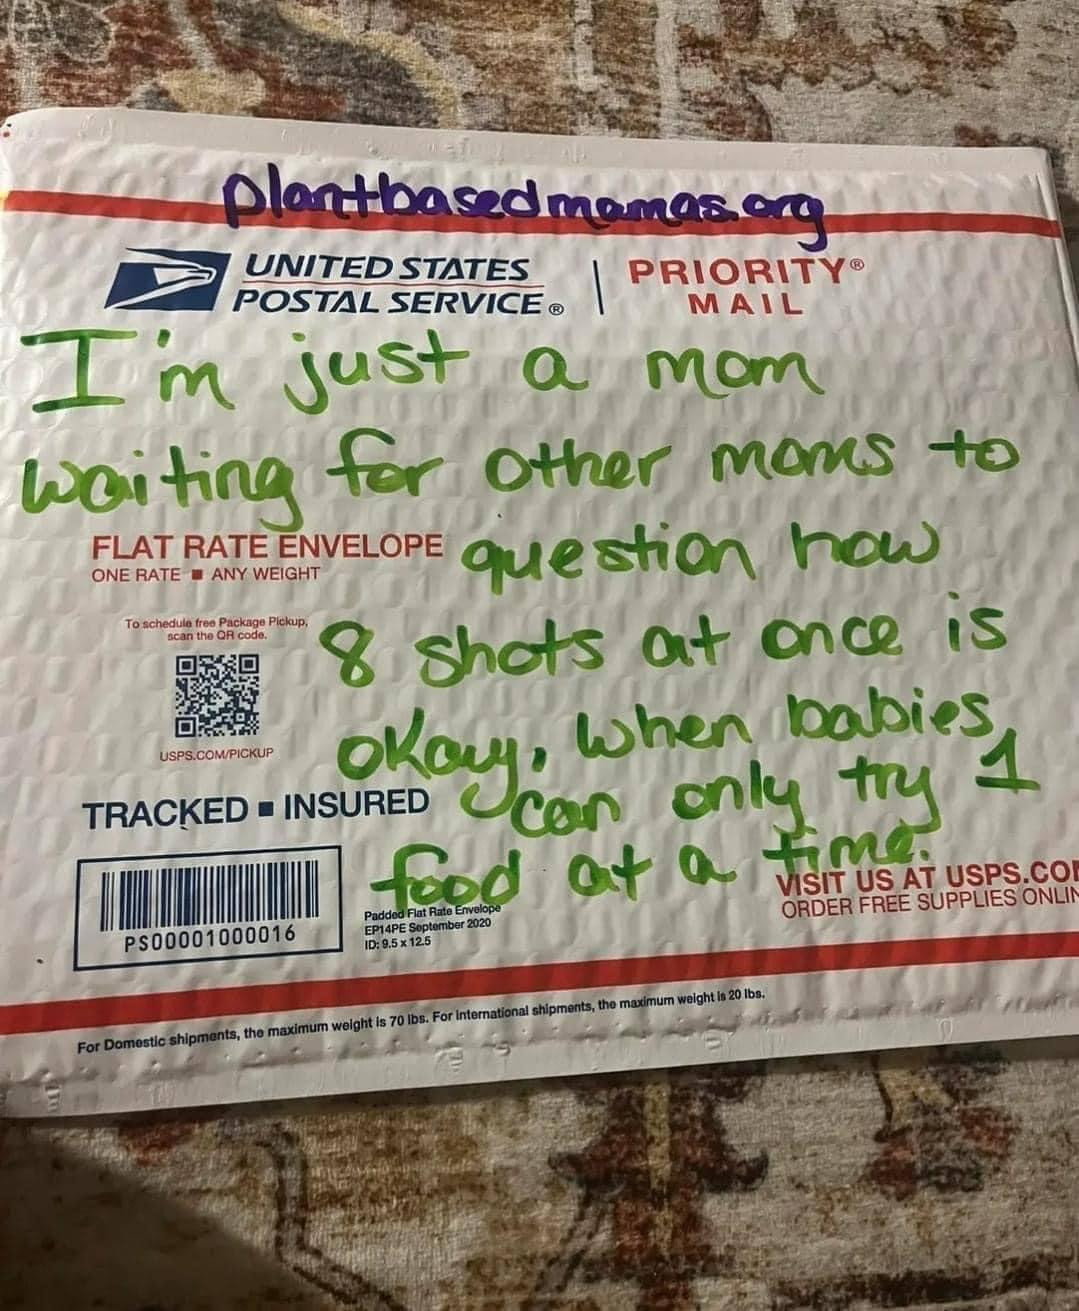 plantbasedmamas.org
UNITED STATES
POSTAL SERVICE ®
PRIORITY®
MAIL
I'm just a mom
waiting for other moms to
FLAT RATE ENVELOPE
ONE RATE ■ ANY WEIGHT
question how
To schedule free Package Pickup,
scan the QR code.
8 shots at once is
USPS.COM/PICKUP
okay, when babies
TRACKED ■ INSURED
can only try 1
food at a time.
PS00001000016
Padded Flat Rate Envelope
EP14PE September 2020
ID: 9.5 x 12.5
VISIT US AT USPS.CO
ORDER FREE SUPPLIES ONLIN
For Domestic shipments, the maximum weight is 70 lbs. For international shipments, the maximum weight is 20 lbs.